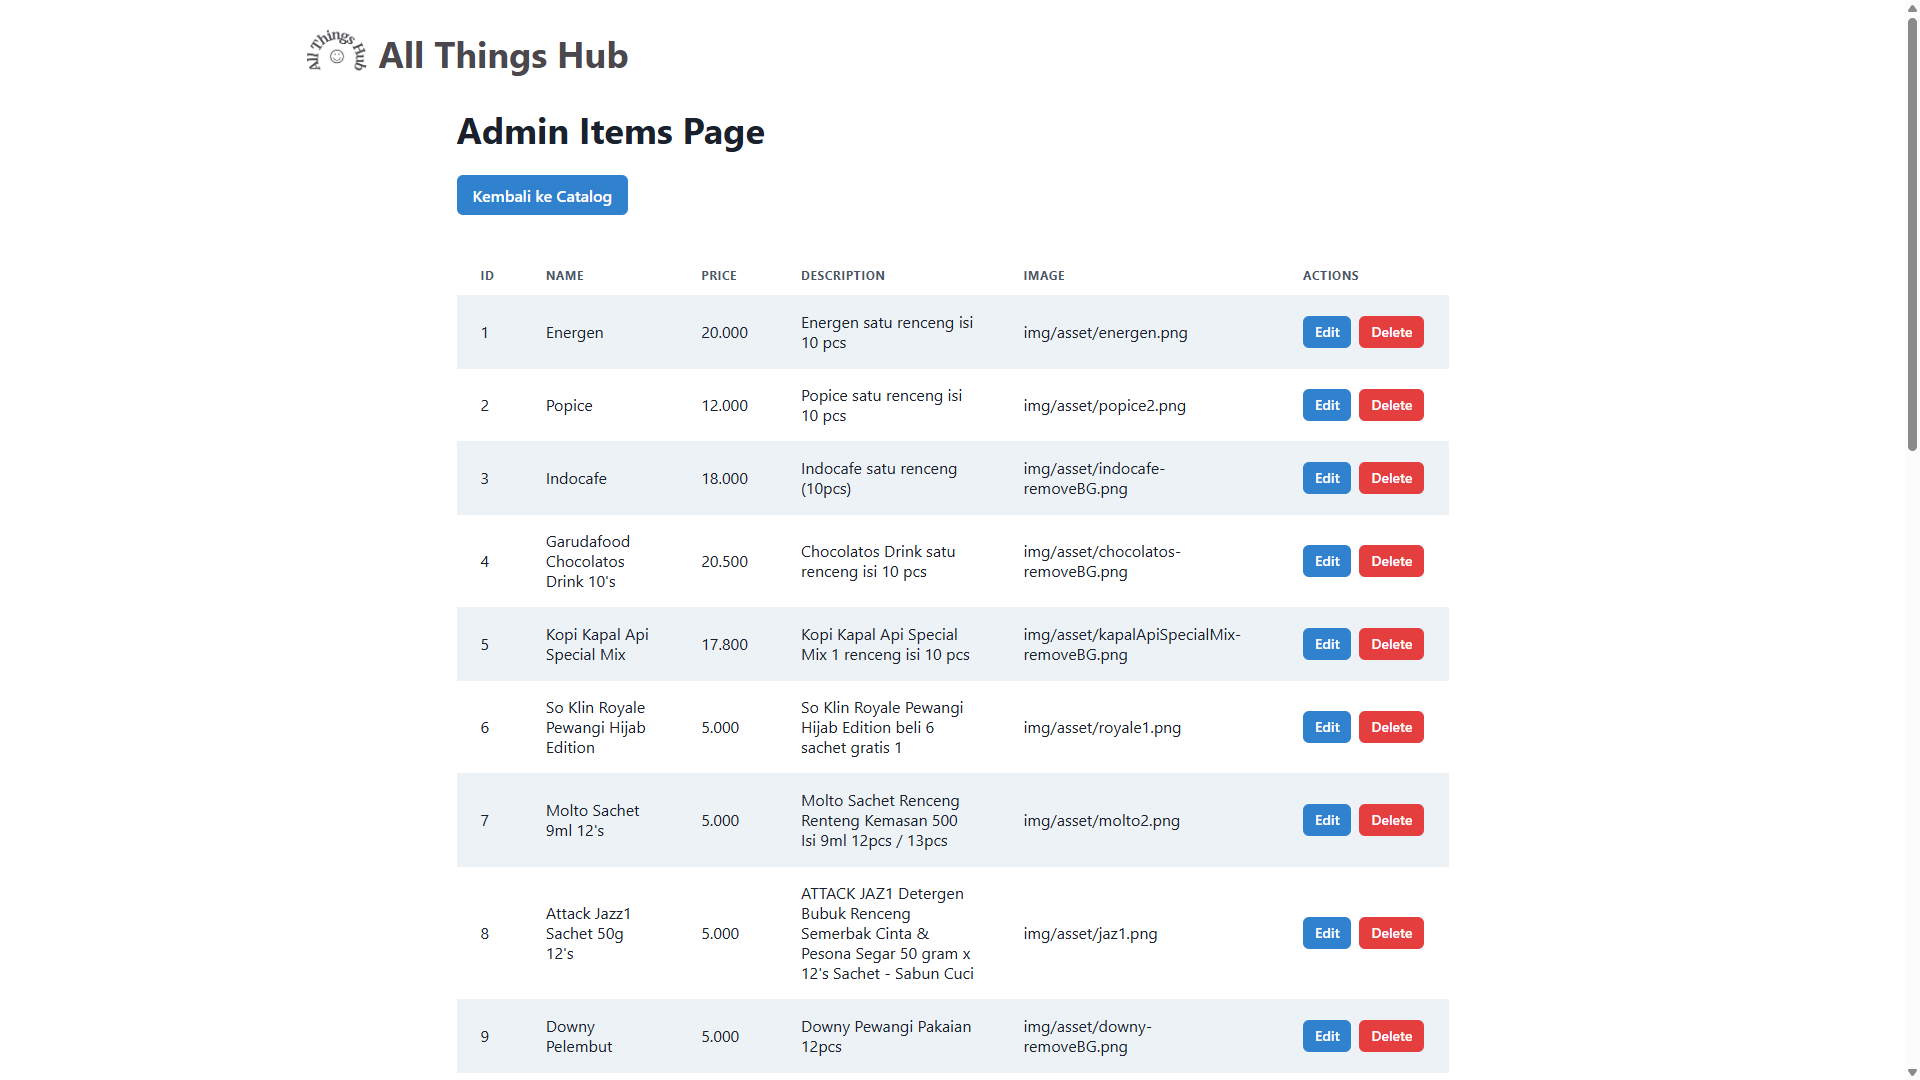 All Things Hub
All Things Hub
Admin Items Page
Kembali ke Catalog
ID NAME PRICE DESCRIPTION IMAGE ACTIONS
1 Energen 20.000 Energen satu renceng isi
10 pcs
img/asset/energen.png Edit Delete
2 Popice 12.000 Popice satu renceng isi
10 pcs
img/asset/popice2.png Edit Delete
3 Indocafe 18.000 Indocafe satu renceng
(10pcs)
img/asset/indocafe-
removeBG.png
Edit Delete
4 Garudafood
Chocolatos
Drink 10's
20.500 Chocolatos Drink satu
renceng isi 10 pcs
img/asset/chocolatos-
removeBG.png
Edit Delete
5 Kopi Kapal Api
Special Mix
17.800 Kopi Kapal Api Special
Mix 1 renceng isi 10 pcs
img/asset/kapalApiSpecialMix-
removeBG.png
Edit Delete
6 So Klin Royale
Pewangi Hijab
Edition
5.000 So Klin Royale Pewangi
Hijab Edition beli 6
sachet gratis 1
img/asset/royale1.png Edit Delete
7 Molto Sachet
9ml 12's
5.000 Molto Sachet Renceng
Renteng Kemasan 500
Isi 9ml 12pcs / 13pcs
img/asset/molto2.png Edit Delete
8 Attack Jazz1
Sachet 50g
12's
5.000 ATTACK JAZ1 Detergen
Bubuk Renceng
Semerbak Cinta &
Pesona Segar 50 gram x
12's Sachet - Sabun Cuci
img/asset/jaz1.png Edit Delete
9 Downy
Pelembut
5.000 Downy Pewangi Pakaian
12pcs
img/asset/downy-
removeBG.png
Edit Delete